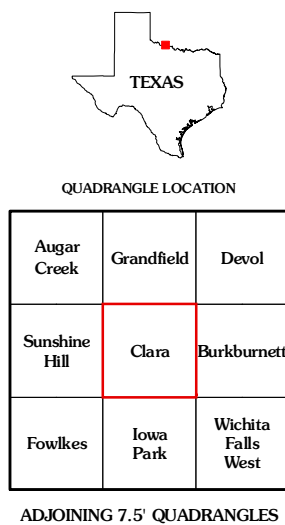 TEXAS
QUADRANGLE LOCATION
Augar
Creek
Grandfield
Devol
Sunshine
Hill
Clara
Burkburnett
Fowlkes
Iowa
Park
Wichita
Falls
West
ADJOINING 7.5' QUADRANGLES